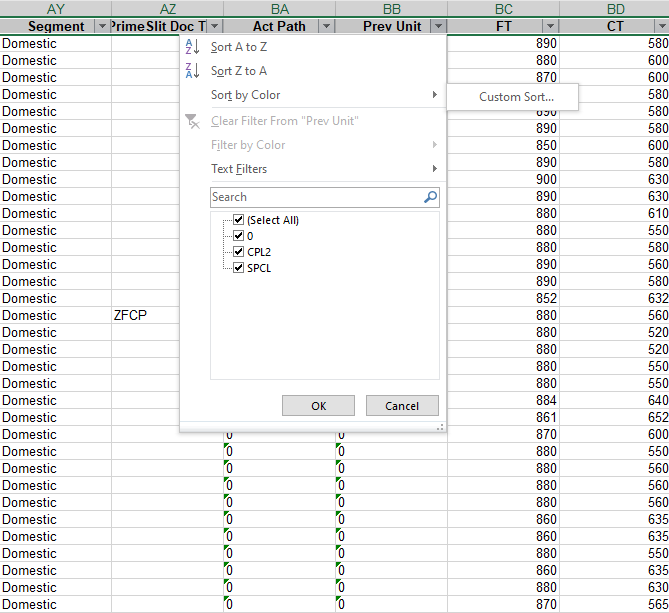 AY AZ BA BB BC BD
Segment Prime Slit Doc T Act Path Prev Unit FT CT
Domestic 890 580
Domestic 880 600
Domestic 870 600
Domestic 580
Domestic 890 580
Domestic 890 580
Domestic 850 600
Domestic 890 580
Domestic 900 630
Domestic 890 630
Domestic 880 610
Domestic 880 550
Domestic 880 580
Domestic 890 560
Domestic 890 580
Domestic 852 632
Domestic ZFCP 880 560
Domestic 880 520
Domestic 880 520
Domestic 880 550
Domestic 880 550
Domestic 884 640
Domestic 861 652
Domestic 0 0 870 600
Domestic 0 0 880 550
Domestic 0 0 880 560
Domestic 0 0 880 560
Domestic 0 0 880 560
Domestic 0 0 860 635
Domestic 0 0 860 635
Domestic 0 0 880 550
Domestic 0 0 860 635
Domestic 0 0 880 630
Domestic 0 0 870 565
Sort A to Z
Sort Z to A
Sort by Color
Custom Sort...
Clear Filter From "Prev Unit"
Filter by Color
Text Filters
Search
(Select All)
0
CPL2
SPCL
OK Cancel